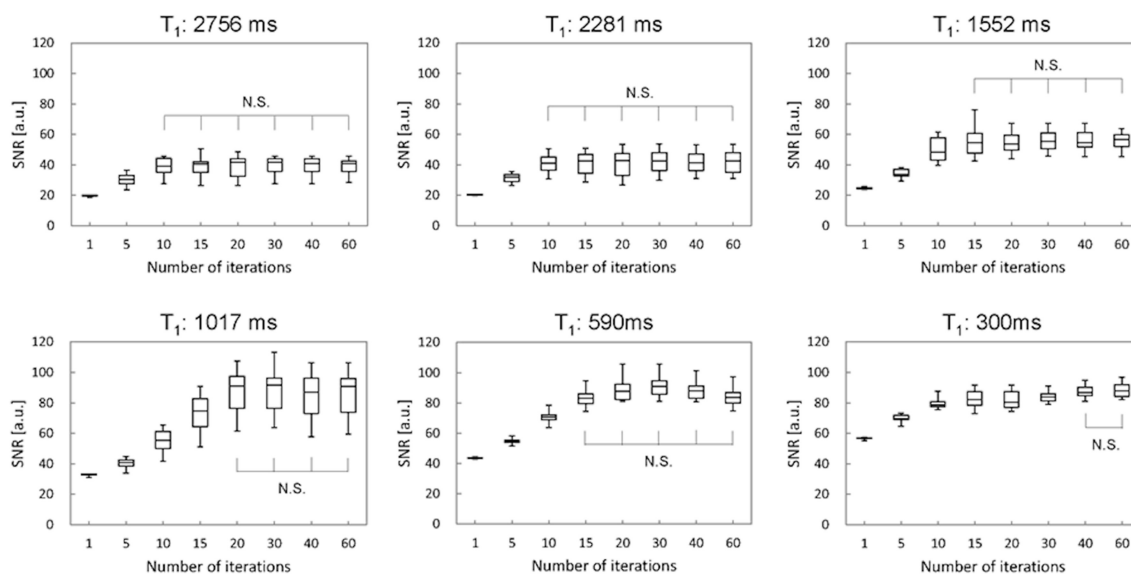 T₁: 2756 ms
120
100
80
60
40
20
0
SNR [a.u.]
N.S.
1 5 10 15 20 30 40 60
Number of iterations
T₁: 2281 ms
120
100
80
60
40
20
0
SNR [a.u.]
N.S.
1 5 10 15 20 30 40 60
Number of iterations
T₁: 1552 ms
120
100
80
60
40
20
0
SNR [a.u.]
N.S.
1 5 10 15 20 30 40 60
Number of iterations
T₁: 1017 ms
120
100
80
60
40
20
0
SNR [a.u.]
N.S.
1 5 10 15 20 30 40 60
Number of iterations
T₁: 590ms
120
100
80
60
40
20
0
SNR [a.u.]
N.S.
1 5 10 15 20 30 40 60
Number of iterations
T₁: 300ms
120
100
80
60
40
20
0
SNR [a.u.]
N.S.
1 5 10 15 20 30 40 60
Number of iterations